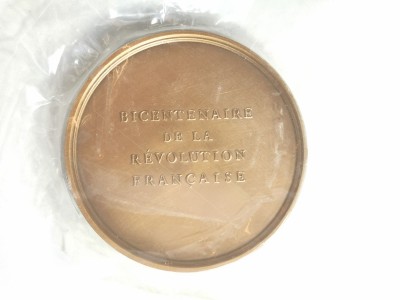 BICENTENAIRE
DE LA
RÉVOLUTION
FRANÇAISE